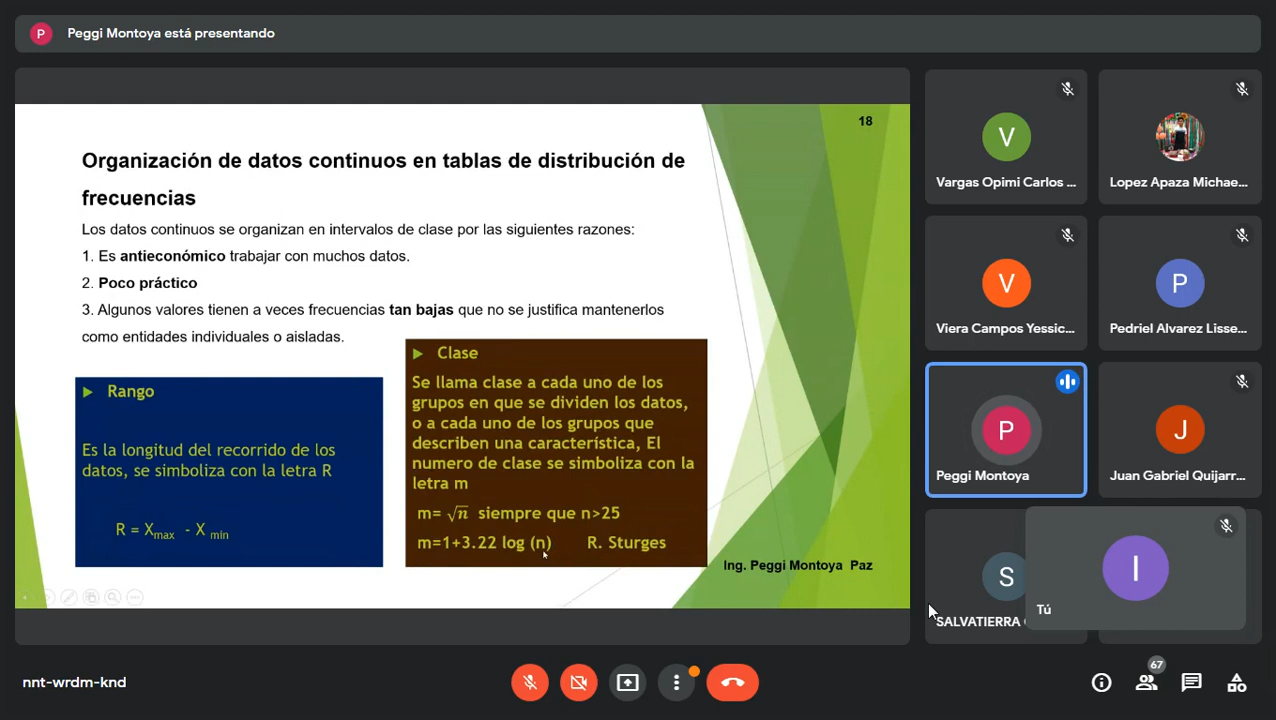 P Peggi Montoya está presentando
18
Organización de datos continuos en tablas de distribución de
frecuencias
Los datos continuos se organizan en intervalos de clase por las siguientes razones:
1. Es antieconómico trabajar con muchos datos.
2. Poco práctico
3. Algunos valores tienen a veces frecuencias tan bajas que no se justifica mantenerlos
como entidades individuales o aisladas.
Rango
Es la longitud del recorrido de los
datos, se simboliza con la letra R
R = Xmax - X min
Clase
Se llama clase a cada uno de los
grupos en que se dividen los datos,
o a cada uno de los grupos que
describen una característica, El
numero de clase se simboliza con la
letra m
m= √n siempre que n>25
m=1+3.22 log (n) R. Sturges
Ing. Peggi Montoya Paz
V
Vargas Opimi Carlos ...
Lopez Apaza Michae...
V
Viera Campos Yessic...
P
Pedriel Alvarez Lisse...
P
Peggi Montoya
J
Juan Gabriel Quijarr...
S
SALVATIERRA
I
Tú
nnt-wrdm-knd
67